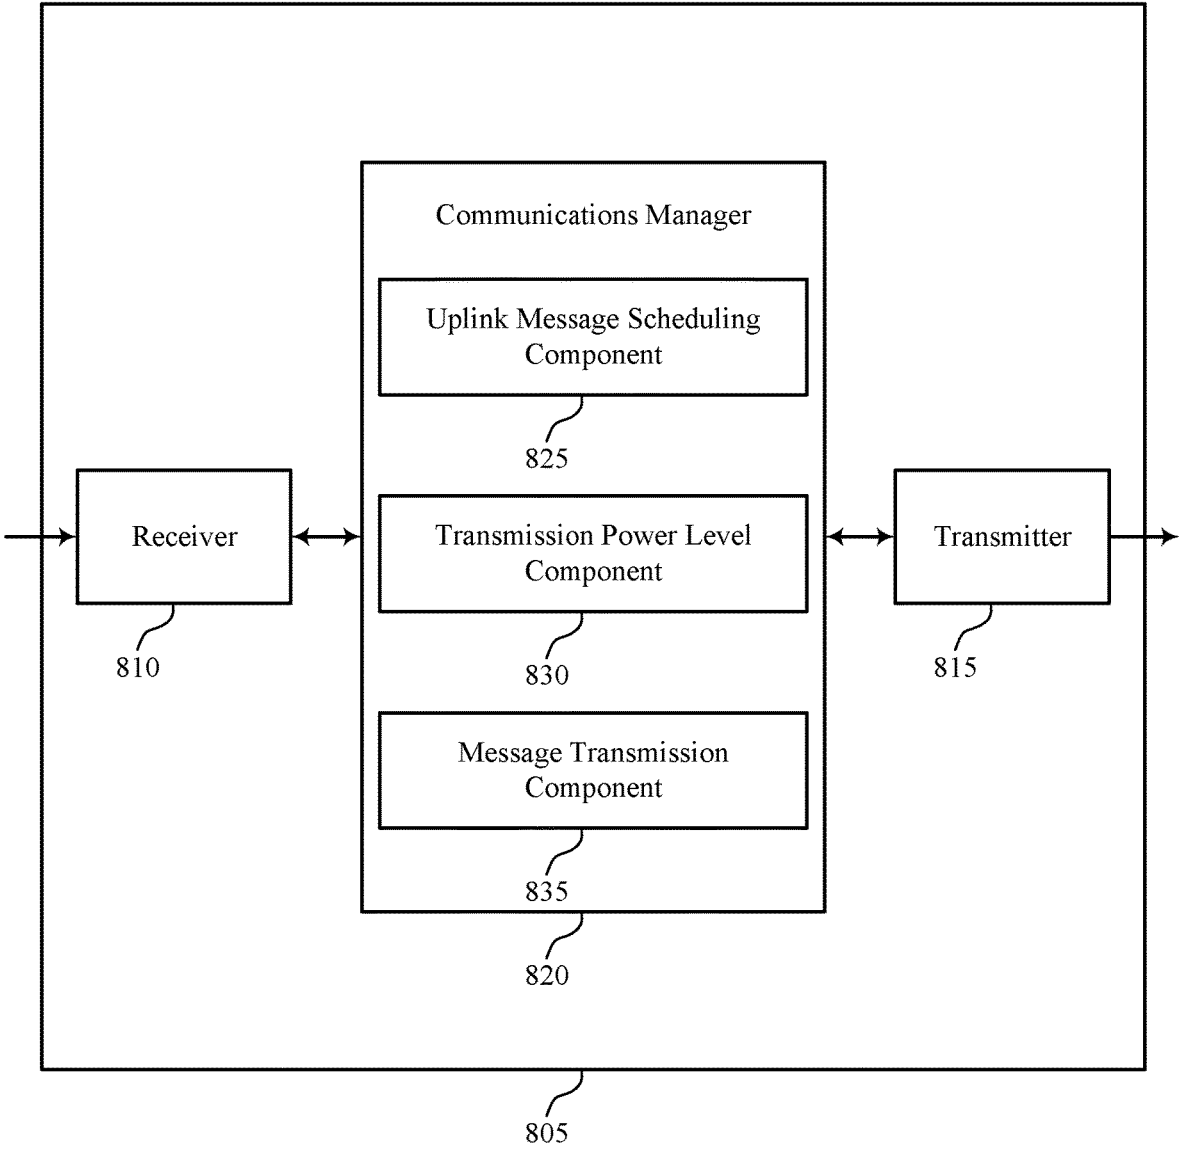 Communications Manager
Uplink Message Scheduling
Component
825
Receiver
810
Transmission Power Level
Component
830
Transmitter
815
Message Transmission
Component
835
820
805